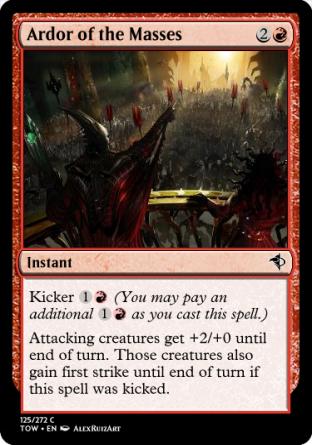 Ardor of the Masses 2
Instant
Kicker 1 (You may pay an
additional 1 as you cast this spell.)
Attacking creatures get +2/+0 until
end of turn. Those creatures also
gain first strike until end of turn if
this spell was kicked.
125/272 C
TOW • EN AlexRuizArt